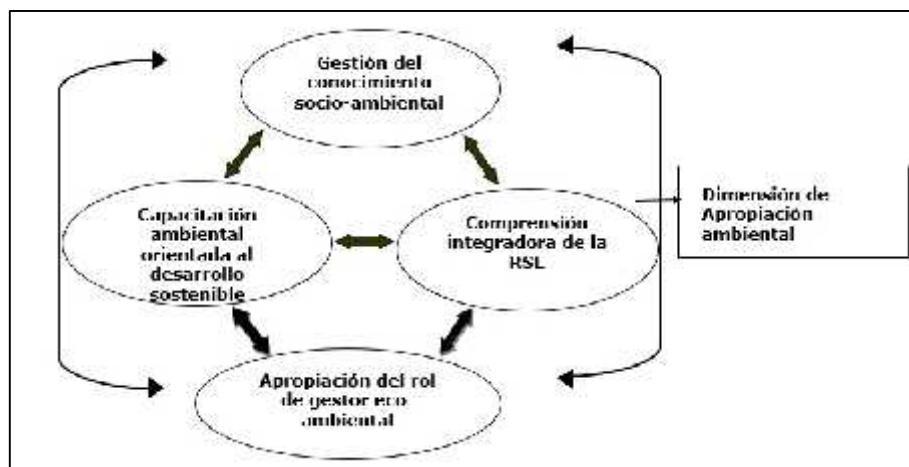 Gestión del
conocimiento
socio-ambiental
Capacitación
ambiental
orientada al
desarrollo
sostenible
Comprensión
integradora de la
RSL
Dimensión de
Apropiación
ambiental
Apropiación del rol
de gestor eco
ambiental